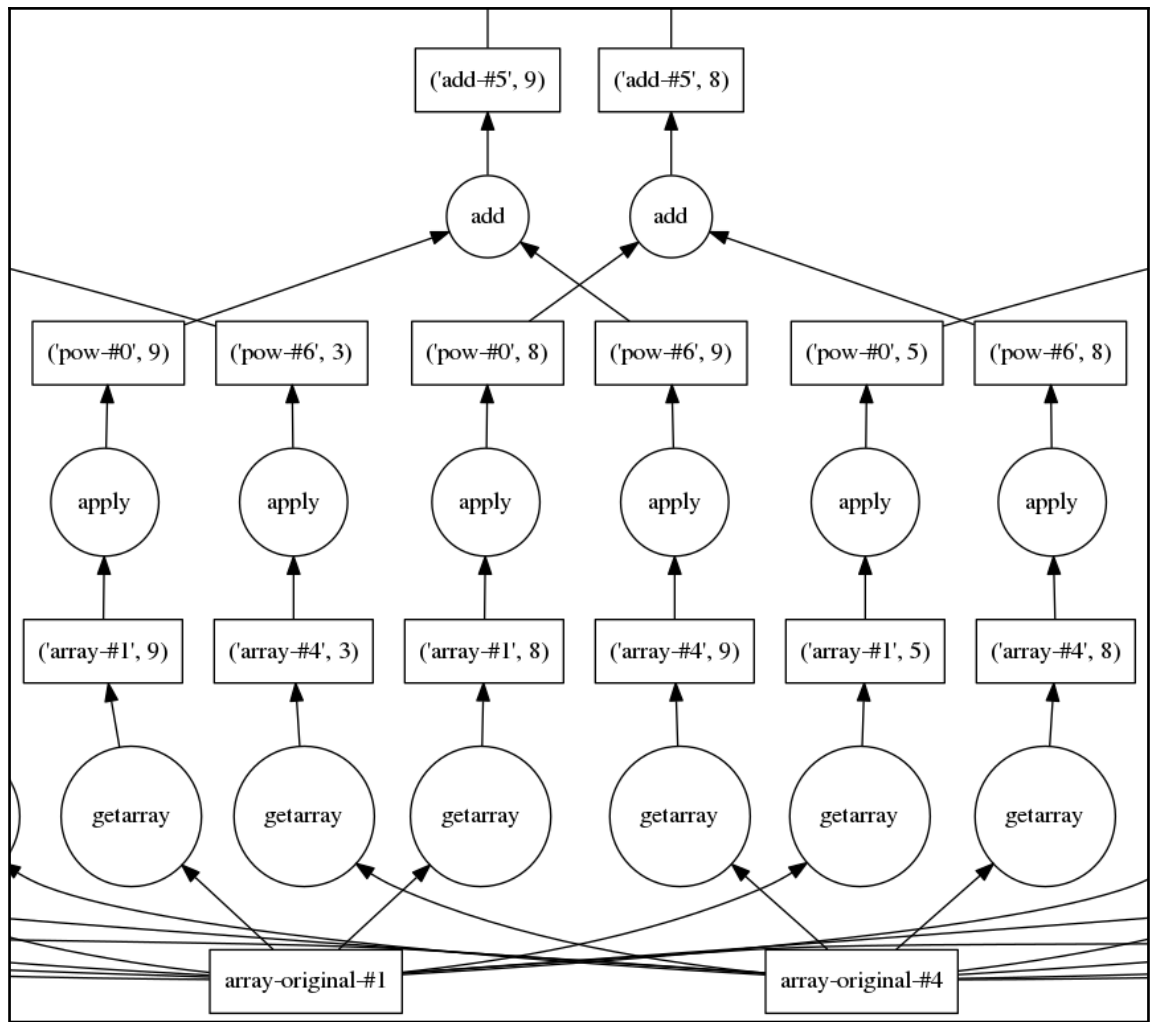 ('add-#5', 9)
('add-#5', 8)
add
add
('pow-#0', 9)
('pow-#6', 3)
('pow-#0', 8)
('pow-#6', 9)
('pow-#0', 5)
('pow-#6', 8)
apply
apply
apply
apply
apply
apply
('array-#1', 9)
('array-#4', 3)
('array-#1', 8)
('array-#4', 9)
('array-#1', 5)
('array-#4', 8)
getarray
getarray
getarray
getarray
getarray
getarray
array-original-#1
array-original-#4